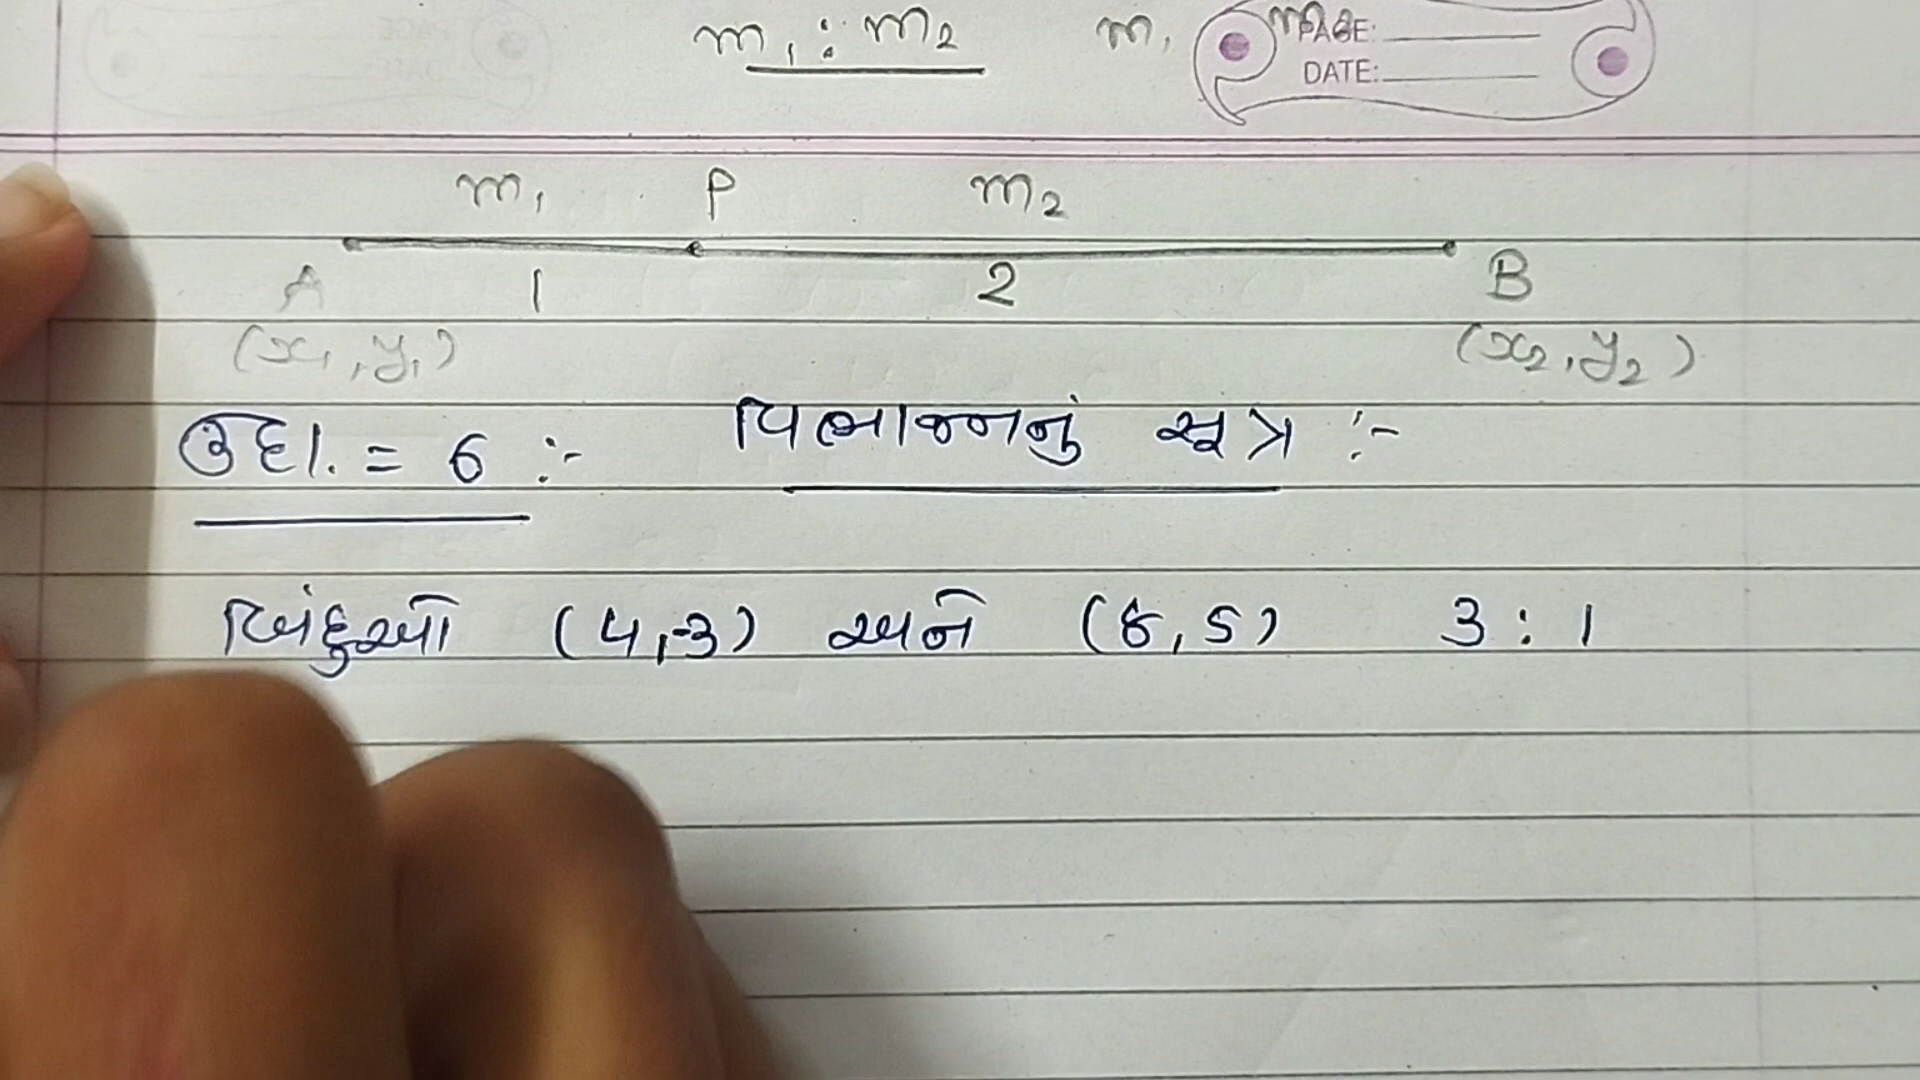 m₁ : m₂ m₁
PAGE:
DATE:
m₁ P m₂
A 1 2 B
(x₁, y₁) (x₂, y₂)
ઉદા. = 6 :- વિભાજનનું સૂત્ર :-
બિંદુઓ (4,-3) અને (8,5) 3 : 1